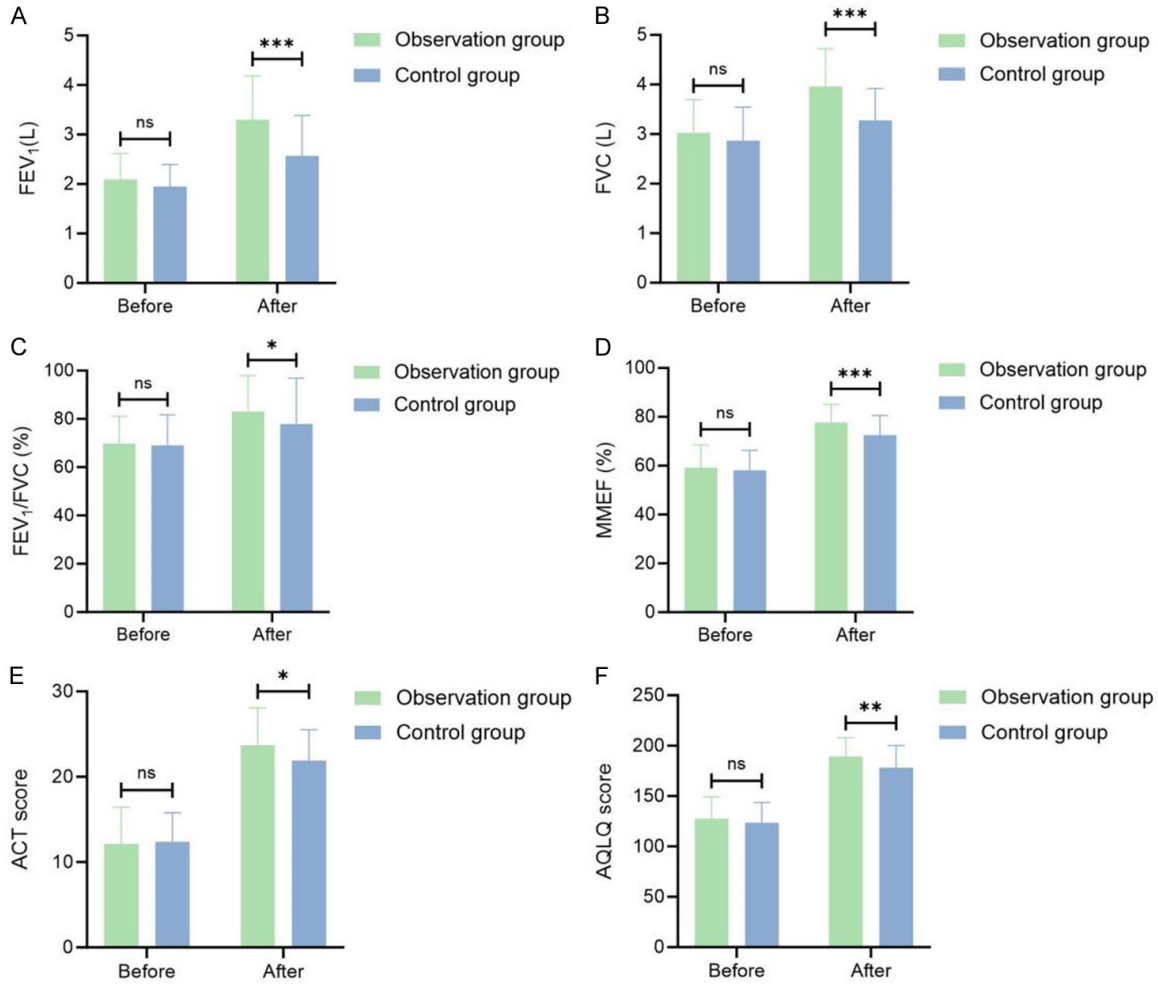 A
FEV₁(L)
5
4
3
2
1
0
ns
***
Before
After
Observation group
Control group
B
FVC (L)
5
4
3
2
1
0
ns
***
Before
After
Observation group
Control group
C
FEV₁/FVC (%)
100
80
60
40
20
0
ns
*
Before
After
Observation group
Control group
D
MMEF (%)
100
80
60
40
20
0
ns
***
Before
After
Observation group
Control group
E
ACT score
30
20
10
0
ns
*
Before
After
Observation group
Control group
F
AQLQ score
250
200
150
100
50
0
ns
**
Before
After
Observation group
Control group